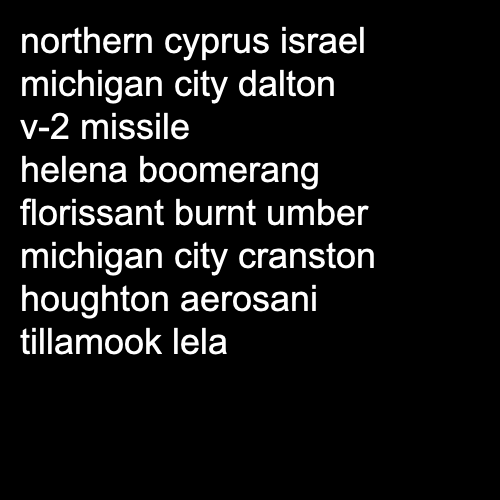 northern cyprus israel
michigan city dalton
v-2 missile
helena boomerang
florissant burnt umber
michigan city cranston
houghton aerosani
tillamook lela